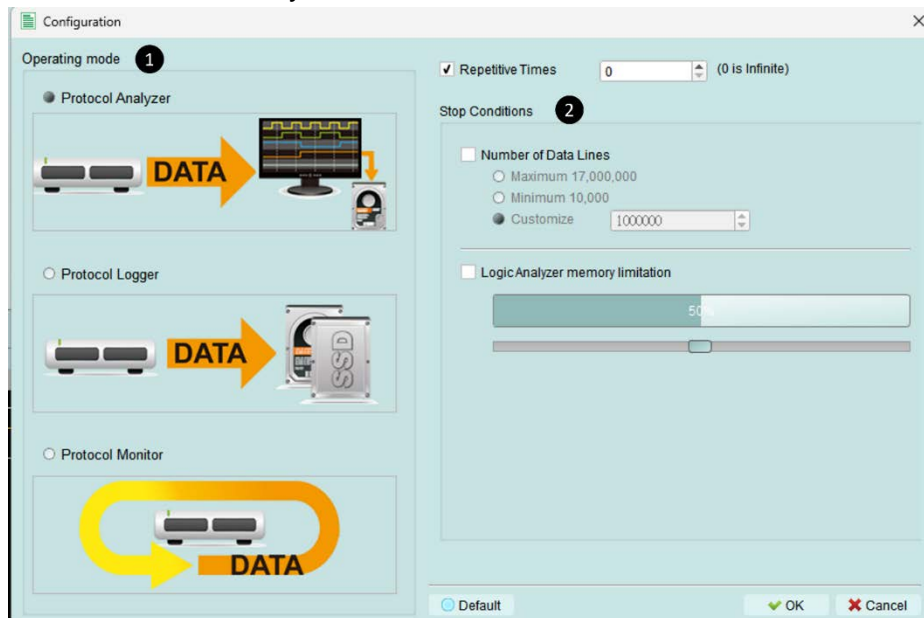 Configuration
Operating mode 1
Protocol Analyzer
DATA
Protocol Logger
DATA
SSD
Protocol Monitor
DATA
Repetitive Times 0 (0 is Infinite)
Stop Conditions 2
Number of Data Lines
Maximum 17,000,000
Minimum 10,000
Customize 1000000
Logic Analyzer memory limitation
50%
Default OK Cancel